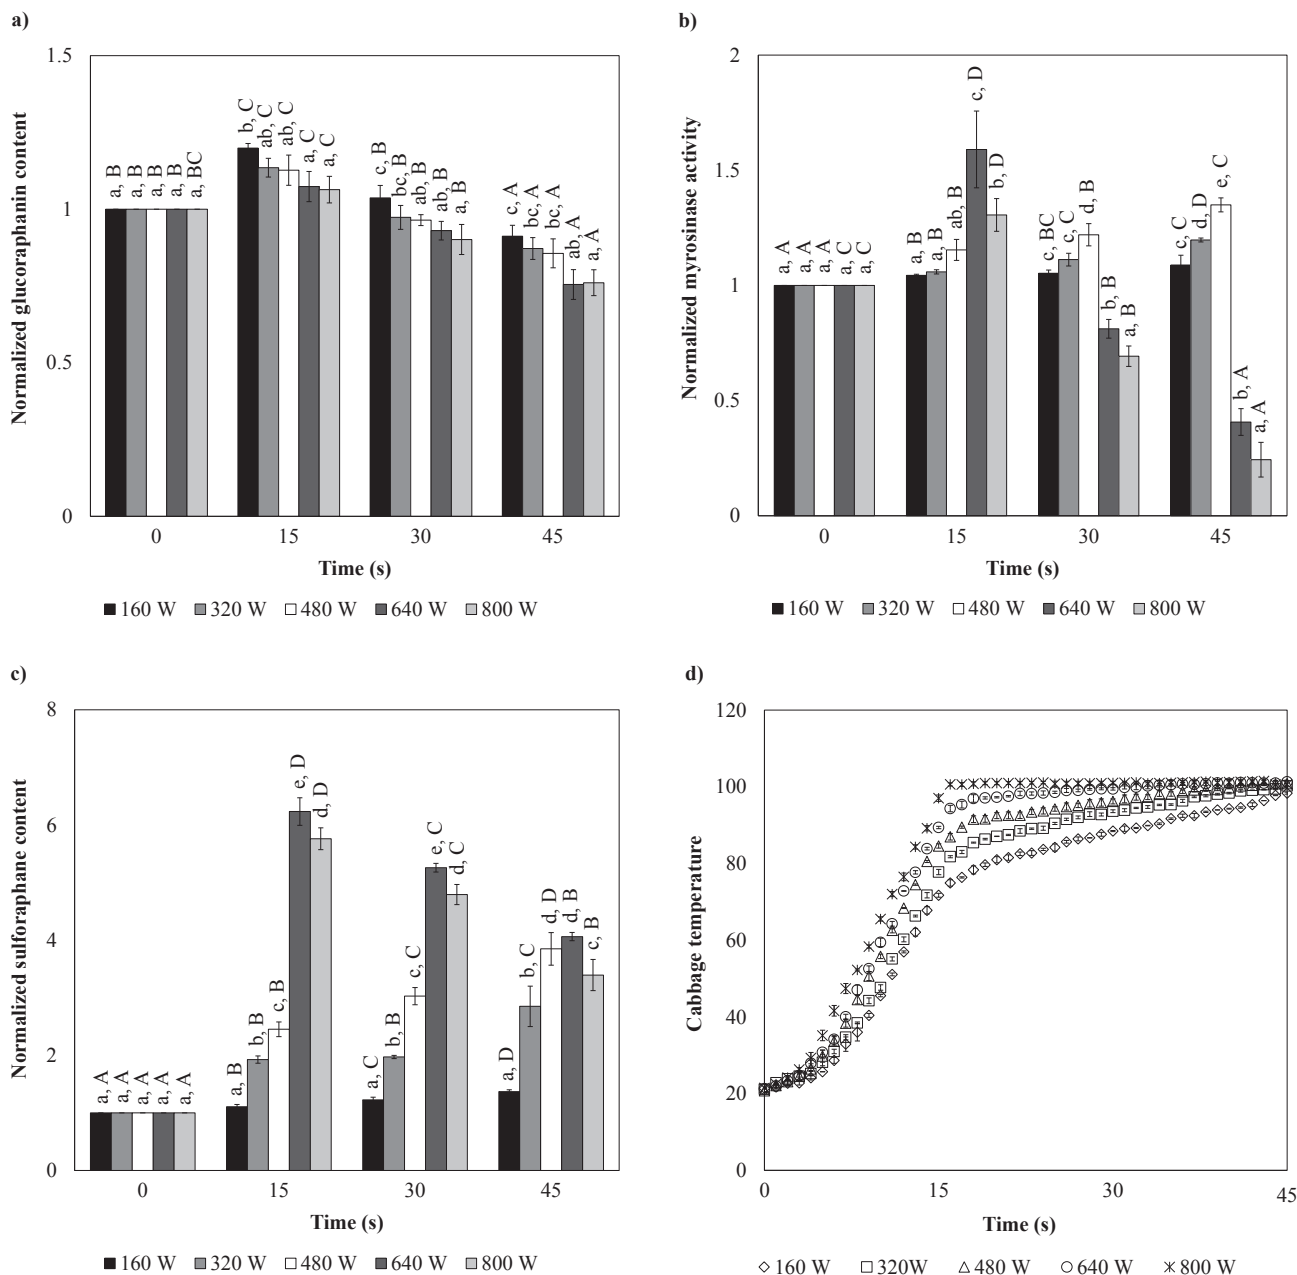 a)
Normalized glucoraphanin content
1.5
1
0.5
0
a, B
a, B
a, B
a, B
a, BC
b, C
ab, C
ab, C
a, C
a, C
c, B
bc, B
ab, B
ab, B
a, B
c, A
bc, A
bc, A
ab, A
a, A
0 15 30 45
Time (s)
160 W 320 W 480 W 640 W 800 W
b)
Normalized myrosinase activity
2
1.5
1
0.5
0
a, A
a, A
a, A
a, C
a, C
a, B
a, B
ab, B
c, D
b, D
c, BC
c, C
d, B
b, B
a, B
c, C
d, D
e, C
b, A
a, A
0 15 30 45
Time (s)
160 W 320 W 480 W 640 W 800 W
c)
Normalized sulforaphane content
8
6
4
2
0
a, A
a, A
a, A
a, A
a, A
a, B
b, B
c, B
e, D
d, D
a, C
b, B
c, C
e, C
d, C
a, D
b, C
d, D
d, B
c, B
0 15 30 45
Time (s)
160 W 320 W 480 W 640 W 800 W
d)
Cabbage temperature
120
100
80
60
40
20
0
0 15 30 45
Time (s)
160 W 320W 480 W 640 W 800 W